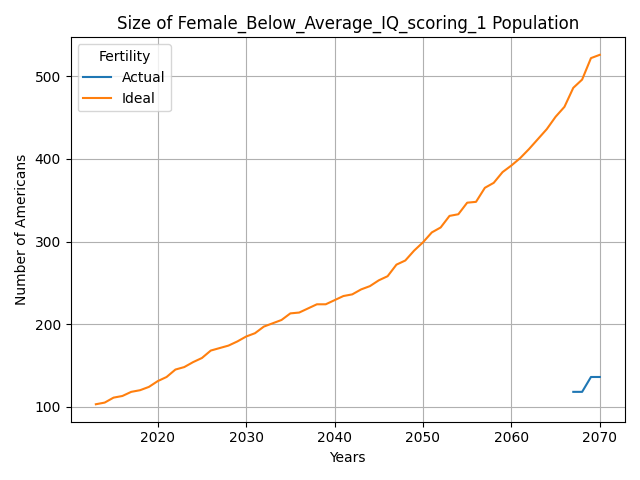 Size of Female_Below_Average_IQ_scoring_1 Population
Fertility
Actual
Ideal
Number of Americans
500
400
300
200
100
2020
2030
2040
2050
2060
2070
Years